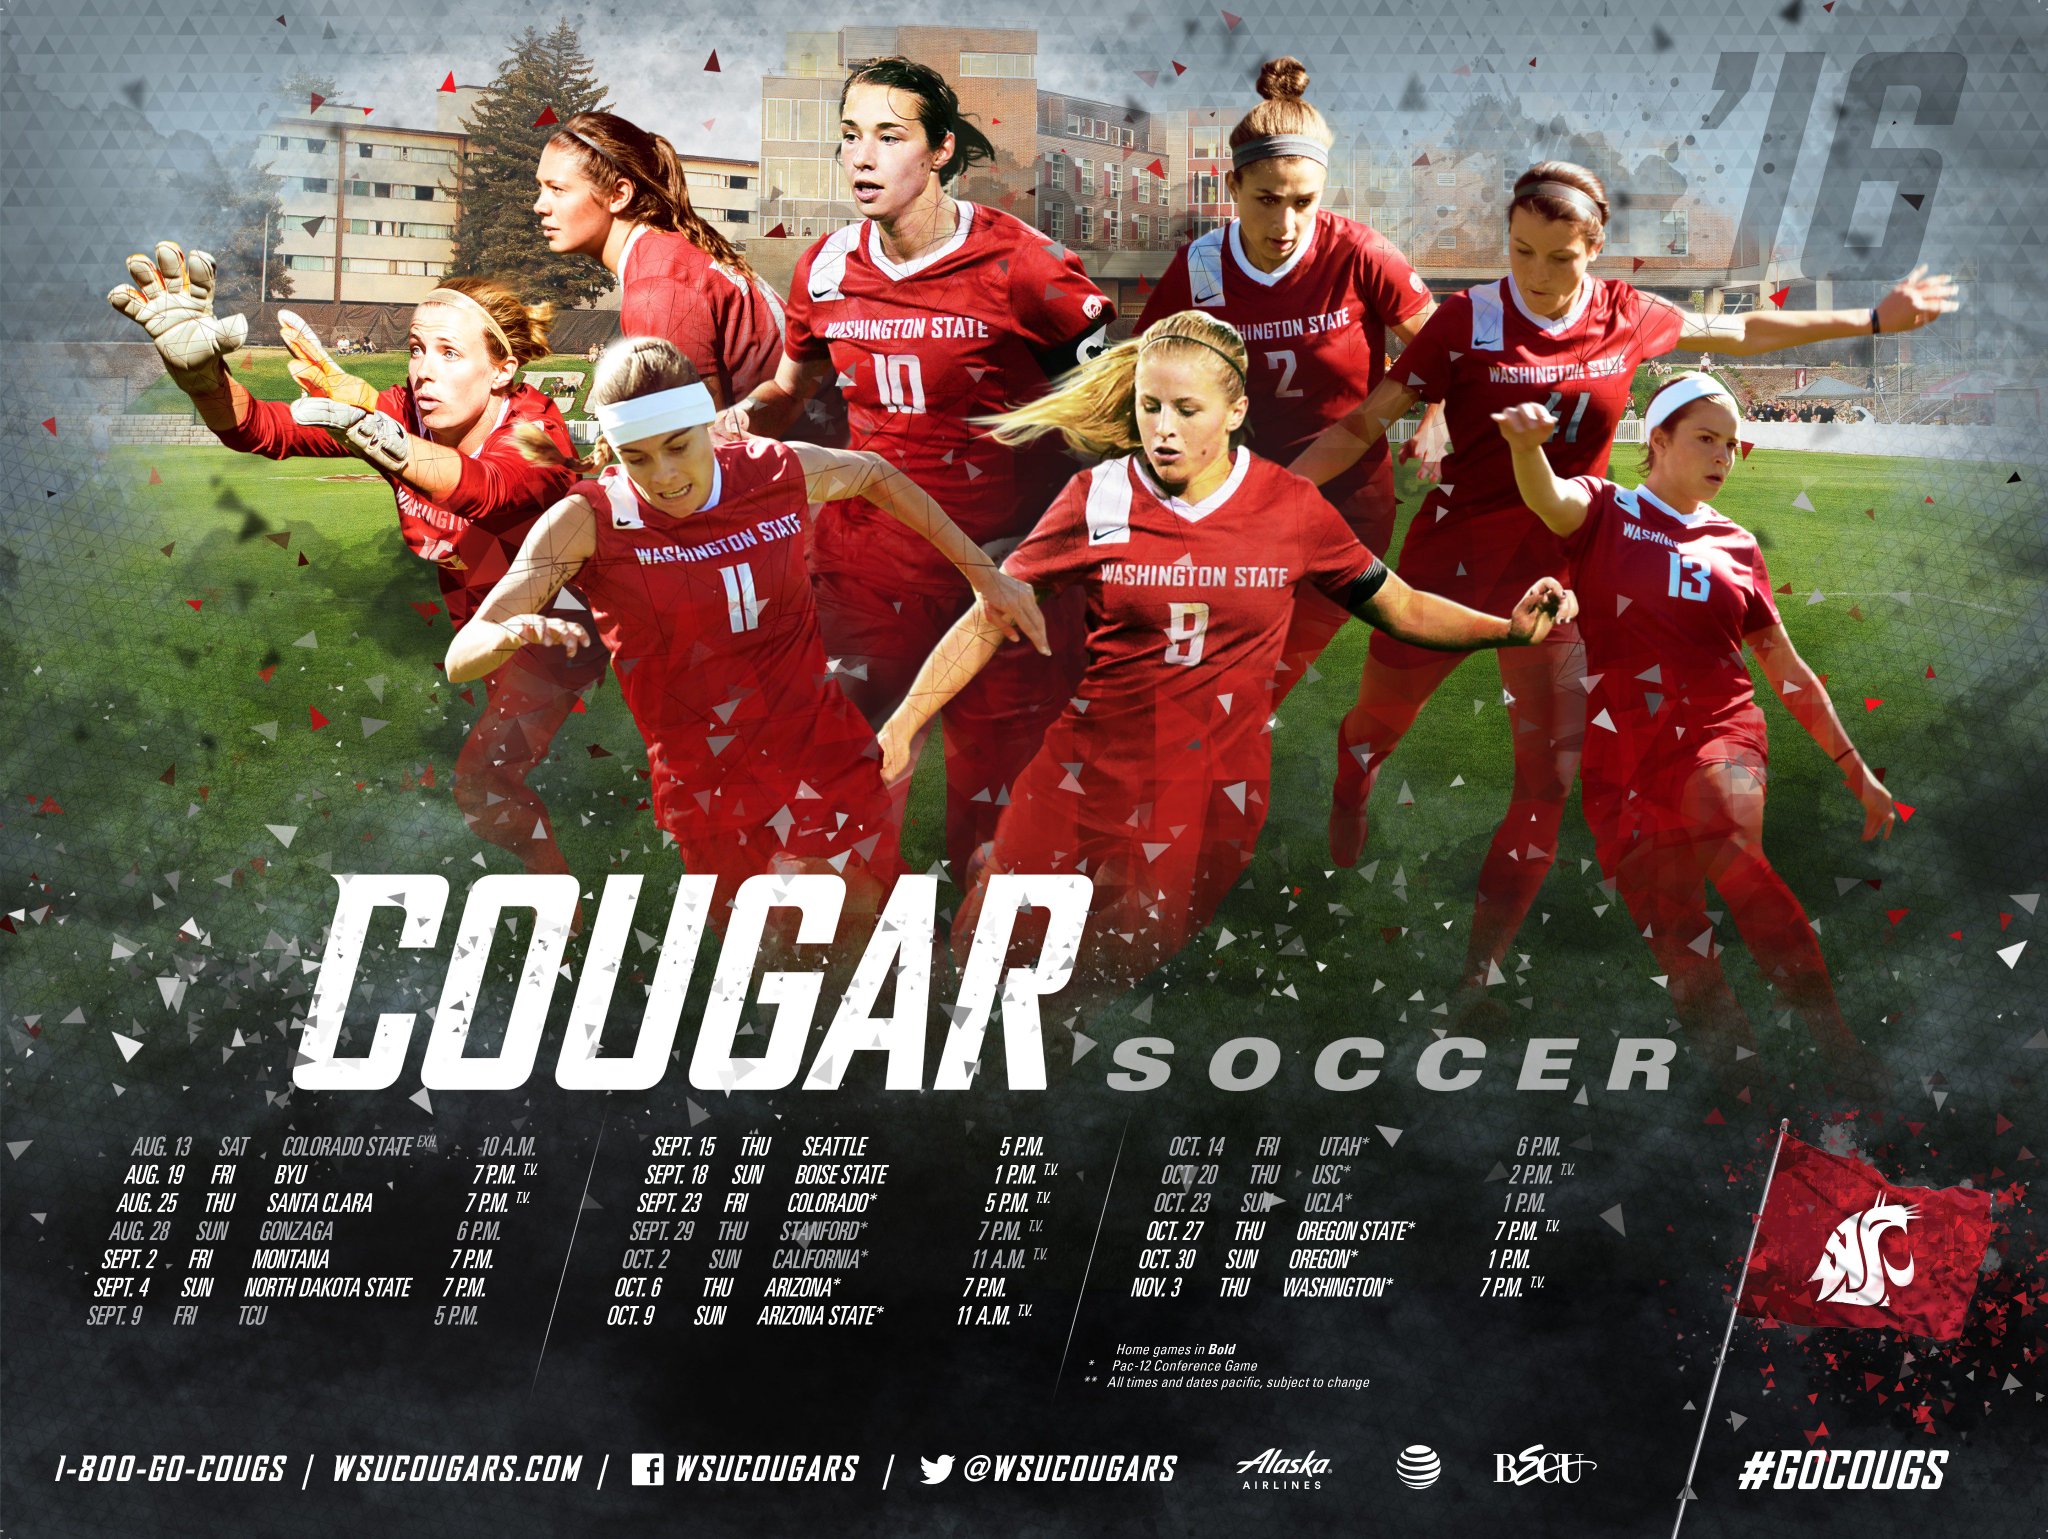 '16
WASHINGTON STATE
10
WASHINGTON STATE
2
WASHINGTON STATE
WASHINGTON STATE
11
WASHINGTON STATE
13
COUGAR SOCCER
AUG. 13 SAT COLORADO STATE EXH. 10 A.M.
AUG. 19 FRI BYU 7 P.M. T.V.
AUG. 25 THU SANTA CLARA 7 P.M. T.V.
AUG. 28 SUN GONZAGA 6 P.M.
SEPT. 2 FRI MONTANA 7 P.M.
SEPT. 4 SUN NORTH DAKOTA STATE 7 P.M.
SEPT. 9 FRI TCU 5 P.M.
SEPT. 15 THU SEATTLE 5 P.M.
SEPT. 18 SUN BOISE STATE 1 P.M. T.V.
SEPT. 23 FRI COLORADO* 5 P.M. T.V.
SEPT. 29 THU STANFORD* 7 P.M. T.V.
OCT. 2 SUN CALIFORNIA* 11 A.M. T.V.
OCT. 6 THU ARIZONA* 7 P.M.
OCT. 9 SUN ARIZONA STATE* 11 A.M. T.V.
OCT. 14 FRI UTAH* 6 P.M.
OCT. 20 THU USC* 2 P.M. T.V.
OCT. 23 SUN UCLA* 1 P.M.
OCT. 27 THU OREGON STATE* 7 P.M. T.V.
OCT. 30 SUN OREGON* 1 P.M.
NOV. 3 THU WASHINGTON* 7 P.M. T.V.
Home games in Bold
* Pac-12 Conference Game
** All times and dates pacific, subject to change
WSC
1-800-GO-COUGS / WSUCOUGARS.COM / WSUCOUGARS / @WSUCOUGARS
Alaska AIRLINES
BECU
#GOCOUGS